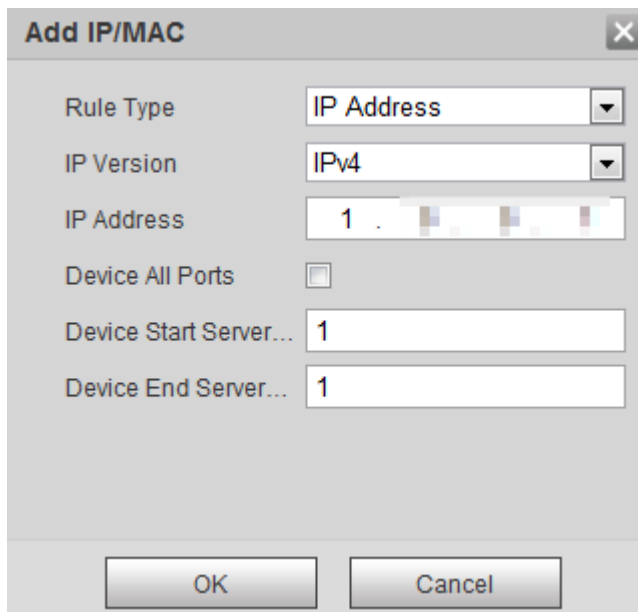 Add IP/MAC
Rule Type IP Address
IP Version IPv4
IP Address 1 .
Device All Ports
Device Start Server... 1
Device End Server... 1
OK Cancel